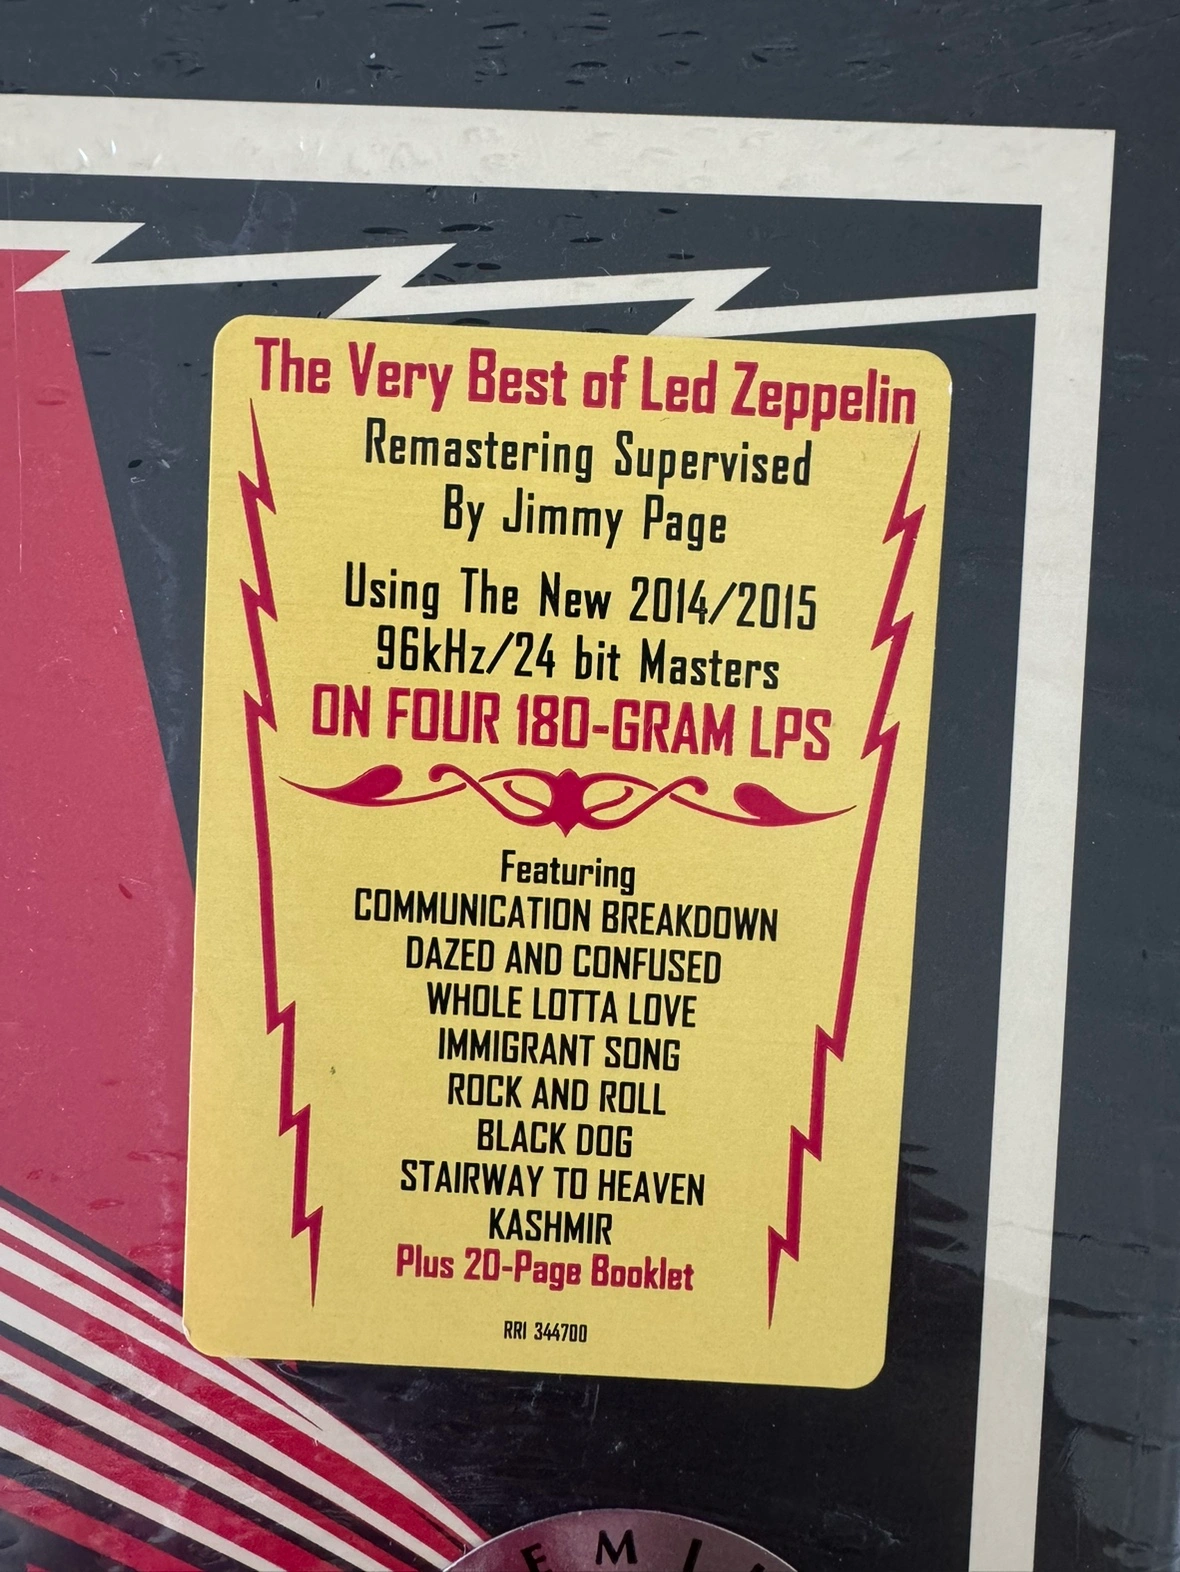 The Very Best of Led Zeppelin
Remastering Supervised
By Jimmy Page
Using The New 2014/2015
96kHz/24 bit Masters
ON FOUR 180-GRAM LPS
Featuring
COMMUNICATION BREAKDOWN
DAZED AND CONFUSED
WHOLE LOTTA LOVE
IMMIGRANT SONG
ROCK AND ROLL
BLACK DOG
STAIRWAY TO HEAVEN
KASHMIR
Plus 20-Page Booklet
RRI 344700